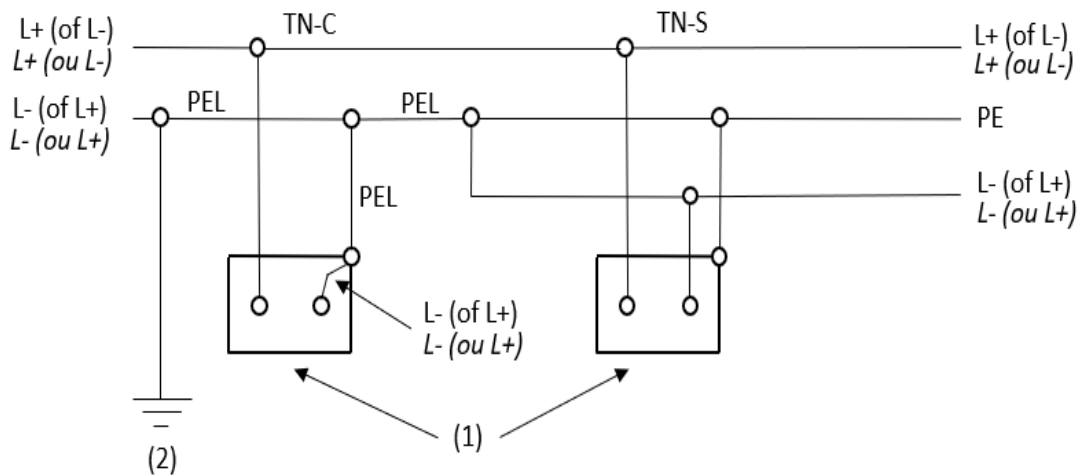 L+ (of L-)
L+ (ou L-)
TN-C
TN-S
L+ (of L-)
L+ (ou L-)
L- (of L+)
L- (ou L+)
PEL
PEL
PE
PEL
L- (of L+)
L- (ou L+)
L- (of L+)
L- (ou L+)
(1)
(2)